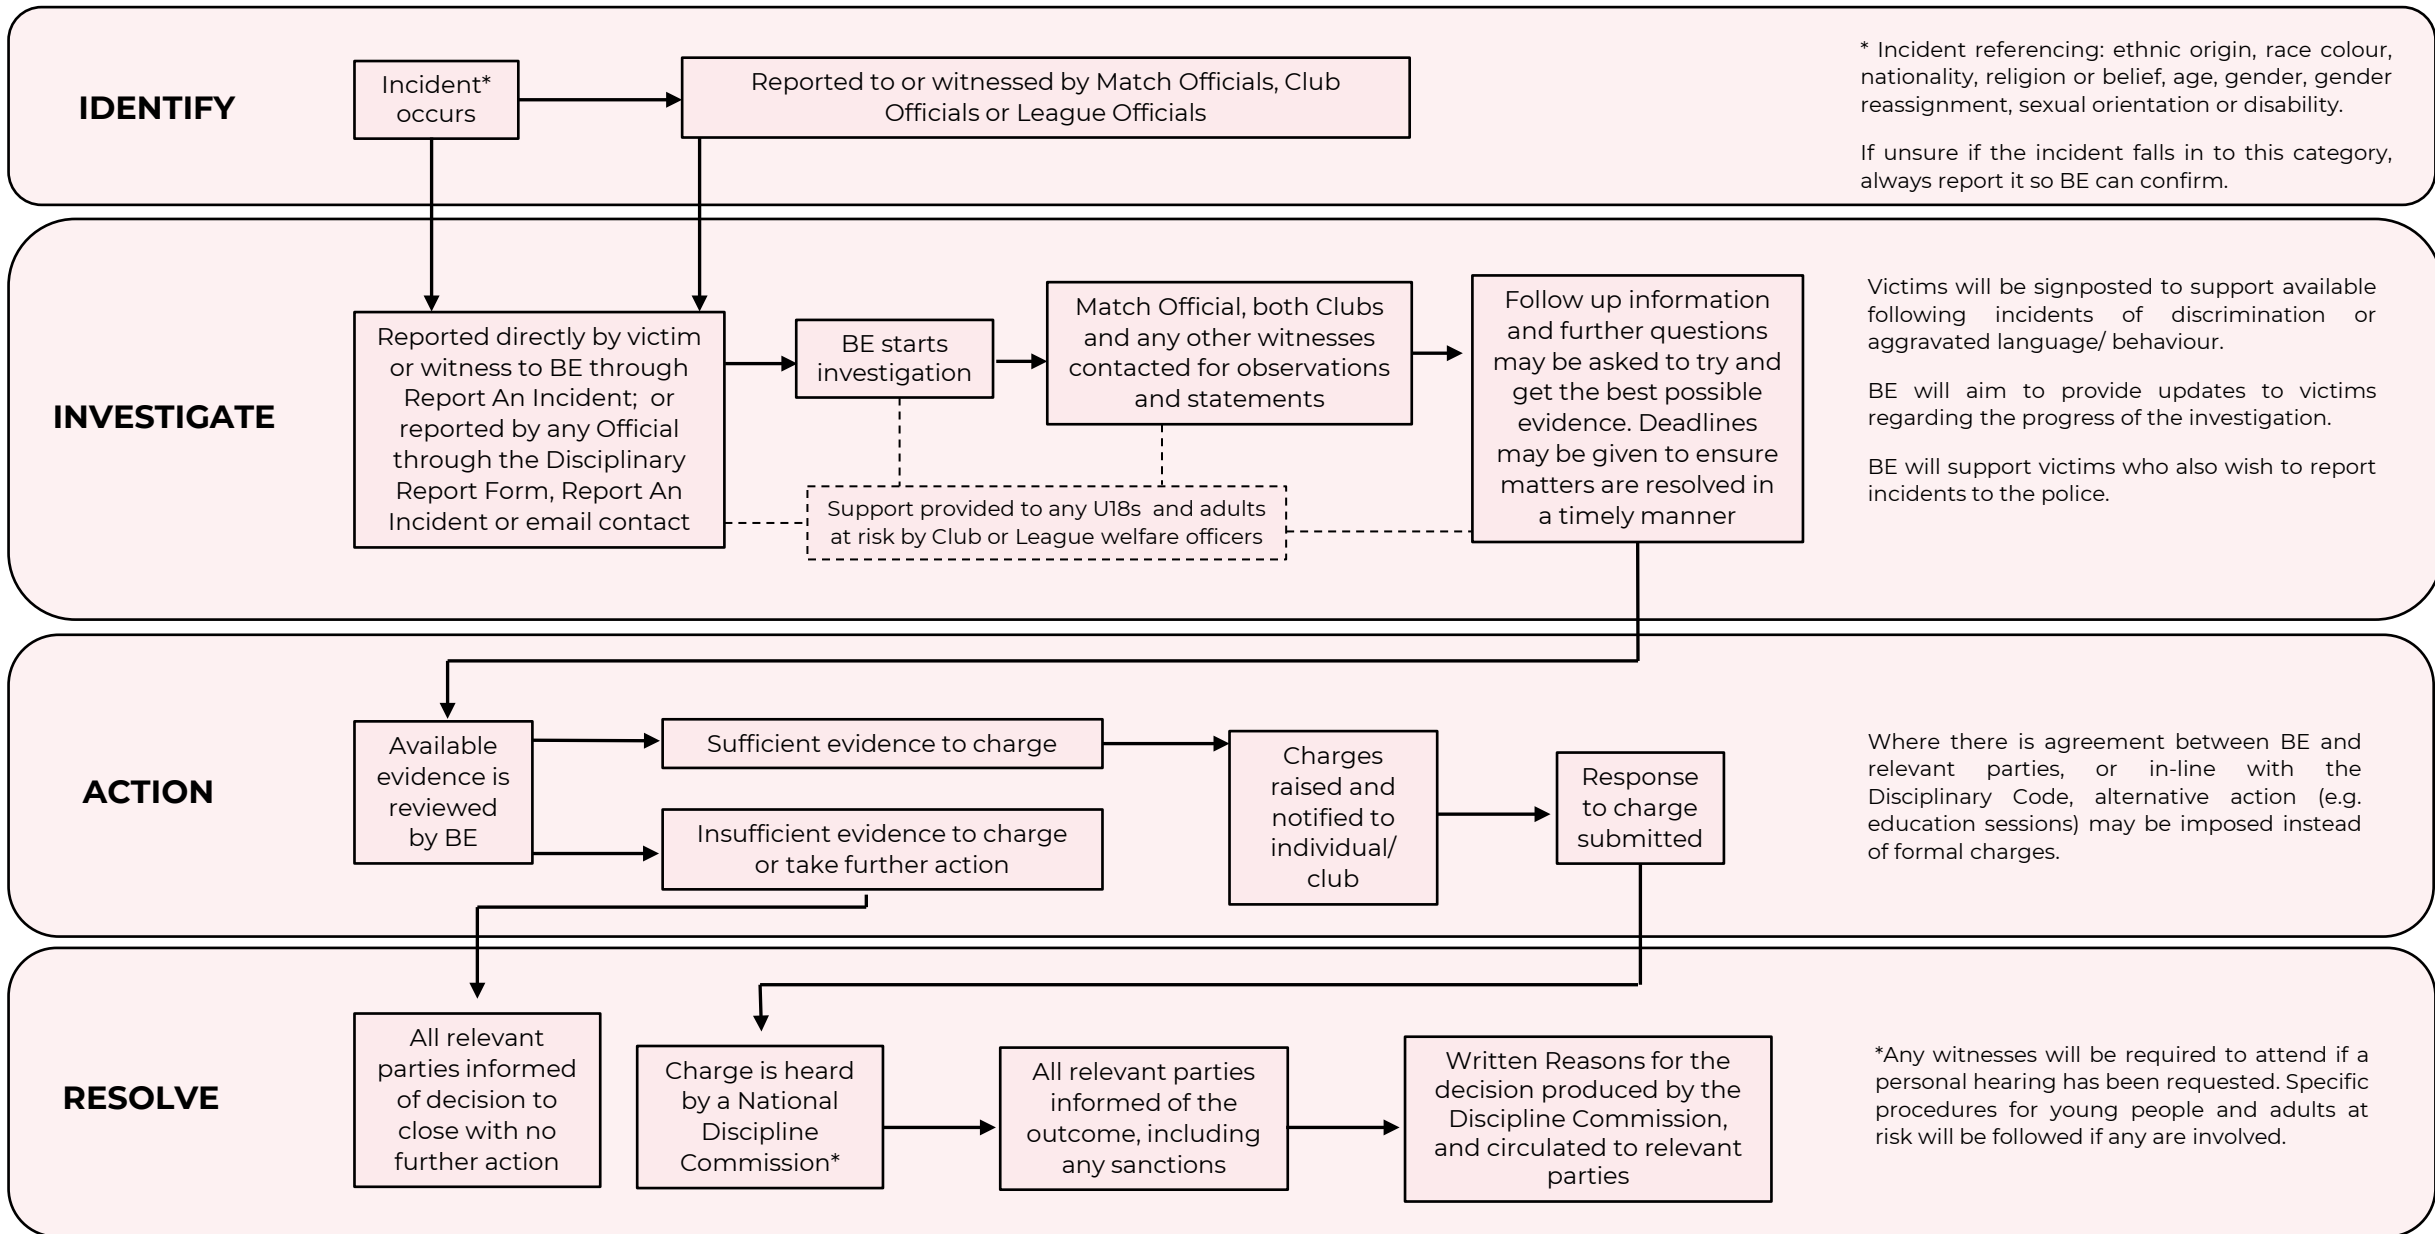 IDENTIFY
Incident*
occurs
Reported to or witnessed by Match Officials, Club
Officials or League Officials
* Incident referencing: ethnic origin, race colour,
nationality, religion or belief, age, gender, gender
reassignment, sexual orientation or disability.
If unsure if the incident falls in to this category,
always report it so BE can confirm.
INVESTIGATE
Reported directly by victim
or witness to BE through
Report An Incident; or
reported by any Official
through the Disciplinary
Report Form, Report An
Incident or email contact
BE starts
investigation
Match Official, both Clubs
and any other witnesses
contacted for observations
and statements
Follow up information
and further questions
may be asked to try and
get the best possible
evidence. Deadlines
may be given to ensure
matters are resolved in
a timely manner
Support provided to any U18s and adults
at risk by Club or League welfare officers
Victims will be signposted to support available
following incidents of discrimination or
aggravated language/ behaviour.
BE will aim to provide updates to victims
regarding the progress of the investigation.
BE will support victims who also wish to report
incidents to the police.
ACTION
Available
evidence is
reviewed
by BE
Sufficient evidence to charge
Insufficient evidence to charge
or take further action
Charges
raised and
notified to
individual/
club
Response
to charge
submitted
Where there is agreement between BE and
relevant parties, or in-line with the
Disciplinary Code, alternative action (e.g.
education sessions) may be imposed instead
of formal charges.
RESOLVE
All relevant
parties informed
of decision to
close with no
further action
Charge is heard
by a National
Discipline
Commission*
All relevant parties
informed of the
outcome, including
any sanctions
Written Reasons for the
decision produced by the
Discipline Commission,
and circulated to relevant
parties
*Any witnesses will be required to attend if a
personal hearing has been requested. Specific
procedures for young people and adults at
risk will be followed if any are involved.